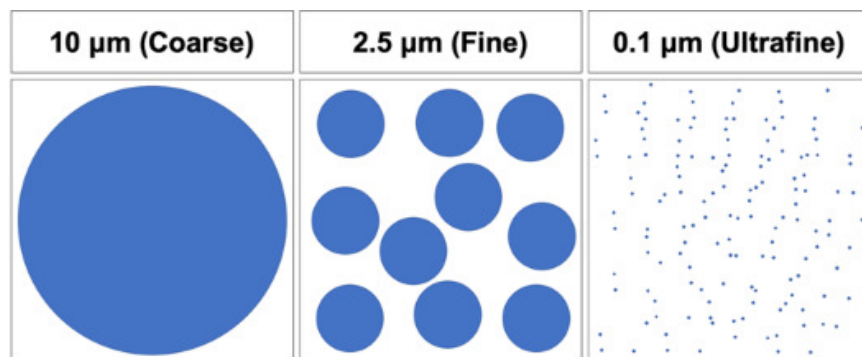 10 μm (Coarse)
2.5 μm (Fine)
0.1 μm (Ultrafine)